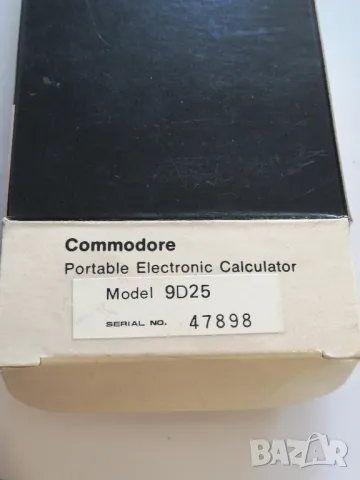 Commodore
Portable Electronic Calculator
Model 9D25
SERIAL NO. 47898
BAZAR